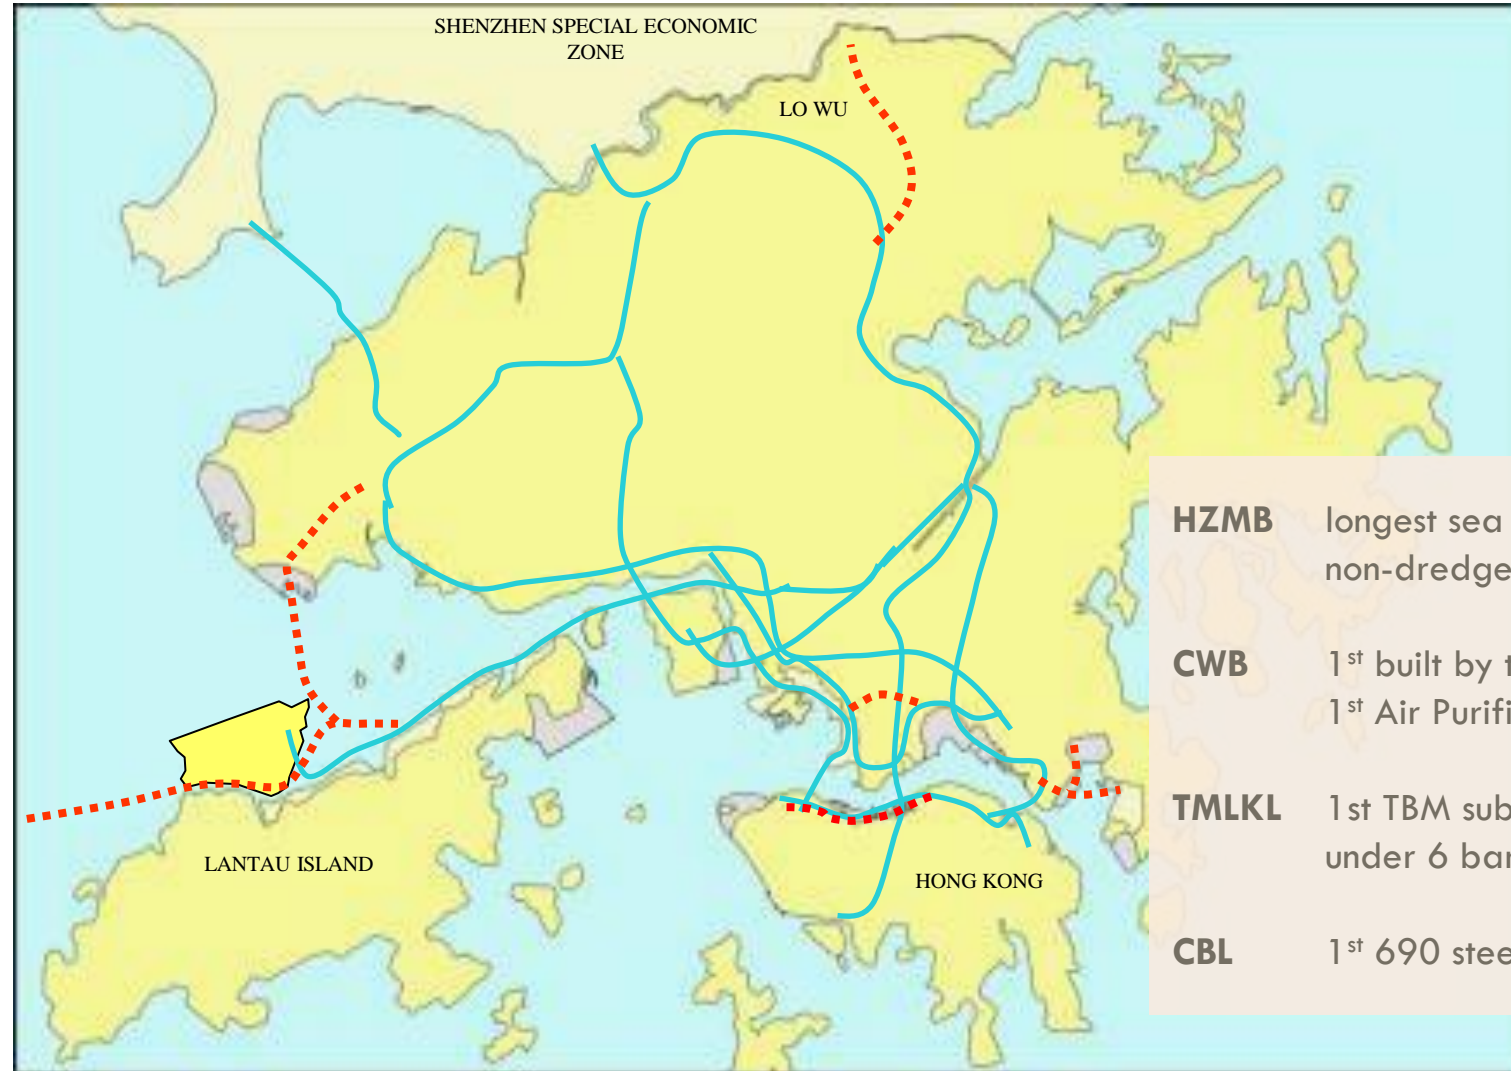 SHENZHEN SPECIAL ECONOMIC
ZONE
LO WU
HZMB longest sea
non-dredge
CWB 1st built by t
1st Air Purifi
TMLKL 1st TBM sub
under 6 bar
LANTAU ISLAND
HONG KONG
CBL 1st 690 stee